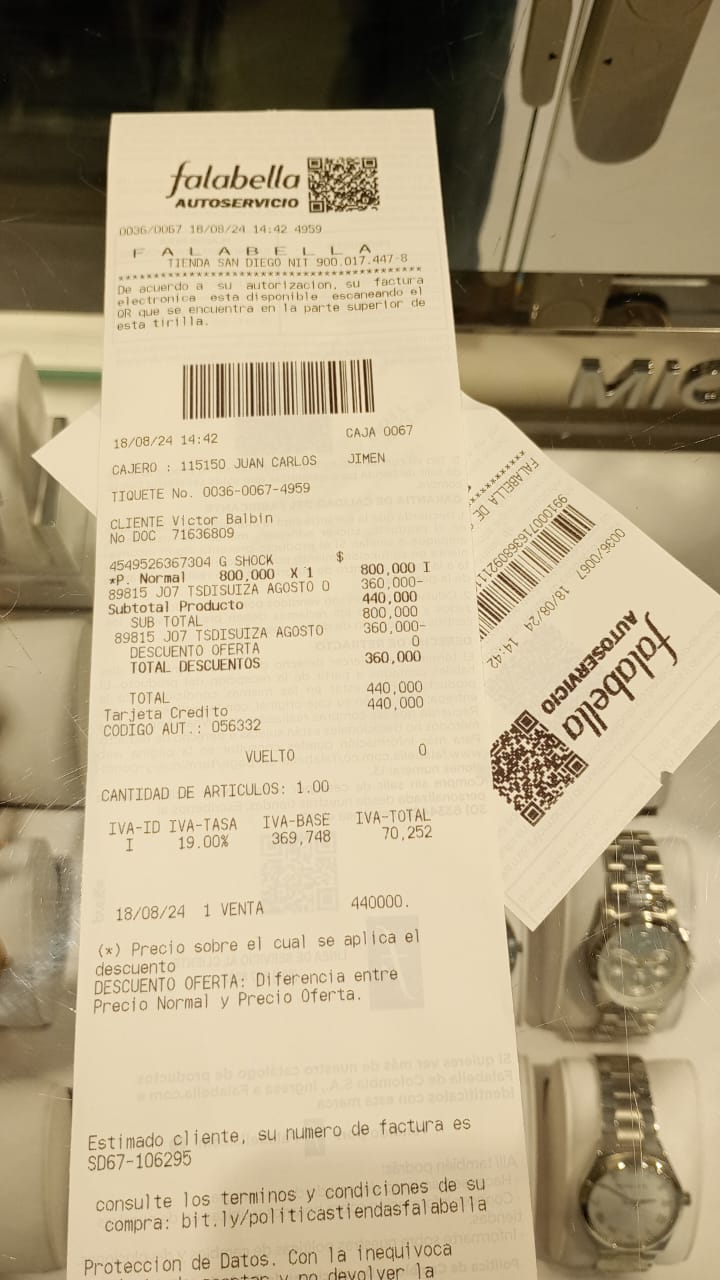 falabella
AUTOSERVICIO
0036/0067 18/08/24 14:42 4959
F A L A B E L L A
TIENDA SAN DIEGO NIT 900.017.447-8
******************************************
De acuerdo a su autorizacion, su factura
electronica esta disponible escaneando el
QR que se encuentra en la parte superior de
esta tirilla.
18/08/24 14:42 CAJA 0067
CAJERO : 115150 JUAN CARLOS JIMEN
TIQUETE No. 0036-0067-4959
CLIENTE Victor Balbin
No DOC 71636809
4549526367304 G SHOCK $
*P. Normal 800,000 X 1 800,000 I
89815 J07 TSDISUIZA AGOSTO 0 360,000-
Subtotal Producto 440,000
SUB TOTAL 800,000
89815 J07 TSDISUIZA AGOSTO 360,000-
DESCUENTO OFERTA 0
TOTAL DESCUENTOS 360,000
TOTAL 440,000
Tarjeta Credito 440,000
CODIGO AUT.: 056332
VUELTO 0
CANTIDAD DE ARTICULOS: 1.00
IVA-ID IVA-TASA IVA-BASE IVA-TOTAL
I 19.00% 369,748 70,252
18/08/24 1 VENTA 440000.
(*) Precio sobre el cual se aplica el
descuento
DESCUENTO OFERTA: Diferencia entre
Precio Normal y Precio Oferta.
Estimado cliente, su numero de factura es
SD67-106295
consulte los terminos y condiciones de su
compra: bit.ly/politicastiendasfalabella
Proteccion de Datos. Con la inequivoca
y no devolver la
falabella
AUTOSERVICIO
0036/0067 18/08/24 14:42
FALABELLA DE
MIC